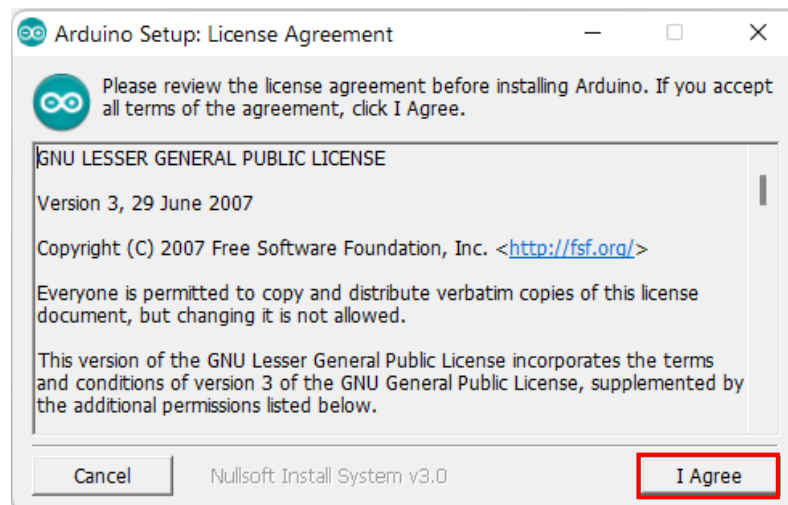 Arduino Setup: License Agreement
Please review the license agreement before installing Arduino. If you accept
all terms of the agreement, click I Agree.
GNU LESSER GENERAL PUBLIC LICENSE
Version 3, 29 June 2007
Copyright (C) 2007 Free Software Foundation, Inc. <http://fsf.org/>
Everyone is permitted to copy and distribute verbatim copies of this license
document, but changing it is not allowed.
This version of the GNU Lesser General Public License incorporates the terms
and conditions of version 3 of the GNU General Public License, supplemented by
the additional permissions listed below.
Cancel
Nullsoft Install System v3.0
I Agree